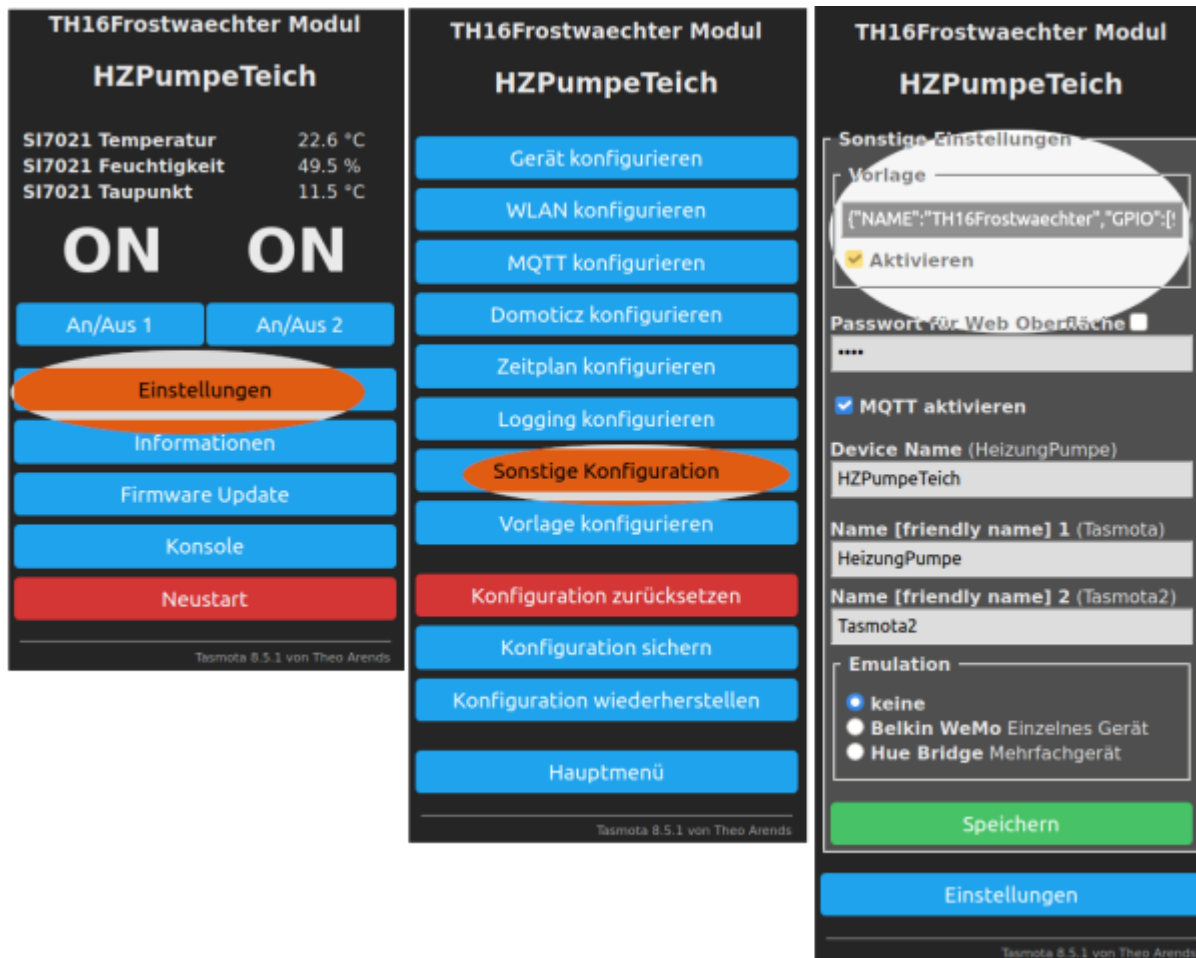 TH16Frostwaechter Modul
HZPumpeTeich
SI7021 Temperatur 22.6 °C
SI7021 Feuchtigkeit 49.5 %
SI7021 Taupunkt 11.5 °C
ON ON
An/Aus 1 An/Aus 2
Einstellungen
Informationen
Firmware Update
Konsole
Neustart
Tasmota 8.5.1 von Theo Arends
TH16Frostwaechter Modul
HZPumpeTeich
Gerät konfigurieren
WLAN konfigurieren
MQTT konfigurieren
Domoticz konfigurieren
Zeitplan konfigurieren
Logging konfigurieren
Sonstige Konfiguration
Vorlage konfigurieren
Konfiguration zurücksetzen
Konfiguration sichern
Konfiguration wiederherstellen
Hauptmenü
Tasmota 8.5.1 von Theo Arends
TH16Frostwaechter Modul
HZPumpeTeich
Sonstige Einstellungen
Vorlage
{"NAME":"TH16Frostwaechter","GPIO":[
Aktivieren
Passwort für Web Oberfläche
••••
MQTT aktivieren
Device Name (HeizungPumpe)
HZPumpeTeich
Name [friendly name] 1 (Tasmota)
HeizungPumpe
Name [friendly name] 2 (Tasmota2)
Tasmota2
Emulation
keine
Belkin WeMo Einzelnes Gerät
Hue Bridge Mehrfachgerät
Speichern
Einstellungen
Tasmota 8.5.1 von Theo Arends